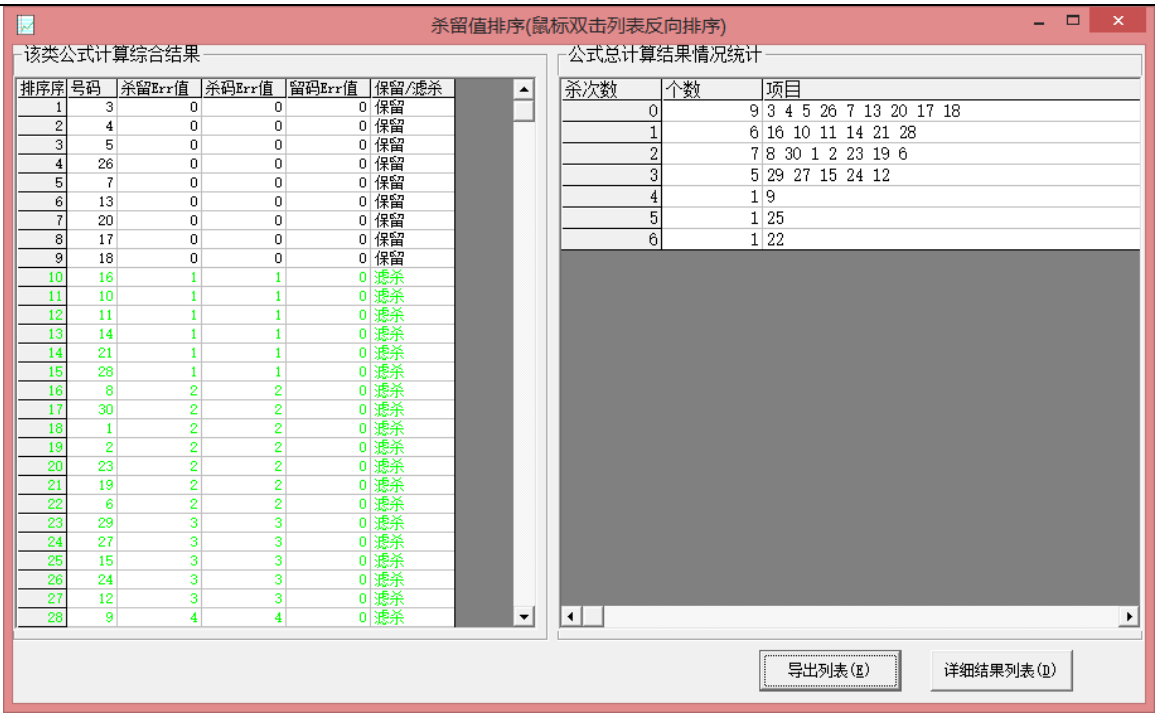 杀留值排序(鼠标双击列表反向排序)
该类公式计算综合结果
排序序 号码 杀留Err值 杀码Err值 留码Err值 保留/滤杀
1 3 0 0 0 保留
2 4 0 0 0 保留
3 5 0 0 0 保留
4 26 0 0 0 保留
5 7 0 0 0 保留
6 13 0 0 0 保留
7 20 0 0 0 保留
8 17 0 0 0 保留
9 18 0 0 0 保留
10 16 1 1 0 滤杀
11 10 1 1 0 滤杀
12 11 1 1 0 滤杀
13 14 1 1 0 滤杀
14 21 1 1 0 滤杀
15 28 1 1 0 滤杀
16 8 2 2 0 滤杀
17 30 2 2 0 滤杀
18 1 2 2 0 滤杀
19 2 2 2 0 滤杀
20 23 2 2 0 滤杀
21 19 2 2 0 滤杀
22 6 2 2 0 滤杀
23 29 3 3 0 滤杀
24 27 3 3 0 滤杀
25 15 3 3 0 滤杀
26 24 3 3 0 滤杀
27 12 3 3 0 滤杀
28 9 4 4 0 滤杀
公式总计算结果情况统计
杀次数 个数 项目
0 9 3 4 5 26 7 13 20 17 18
1 6 16 10 11 14 21 28
2 7 8 30 1 2 23 19 6
3 5 29 27 15 24 12
4 1 9
5 1 25
6 1 22
导出列表(E) 详细结果列表(D)